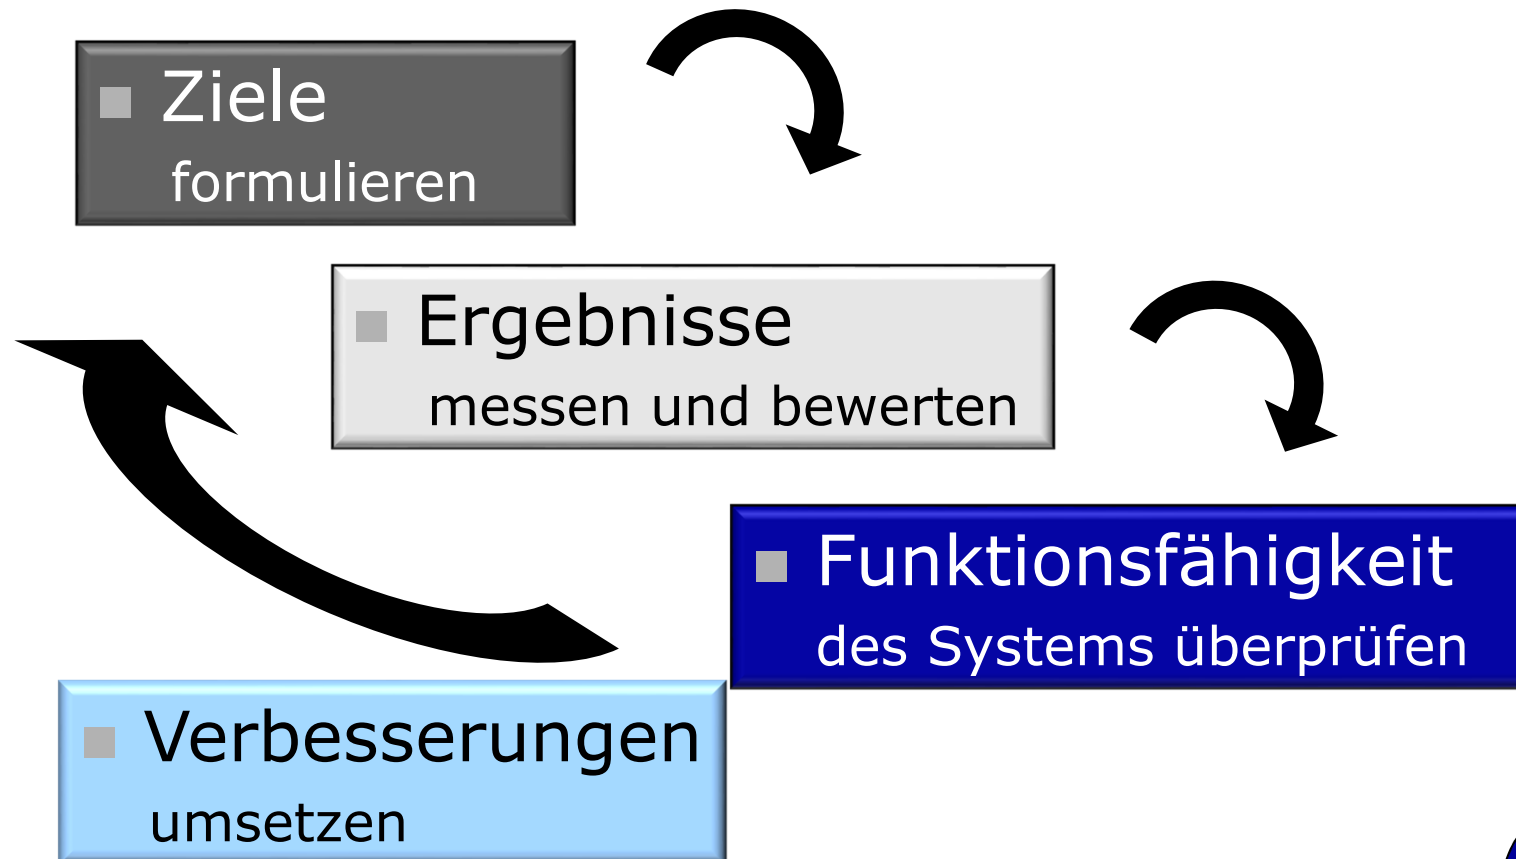 Ziele
formulieren
Ergebnisse
messen und bewerten
Funktionsfähigkeit
des Systems überprüfen
Verbesserungen
umsetzen